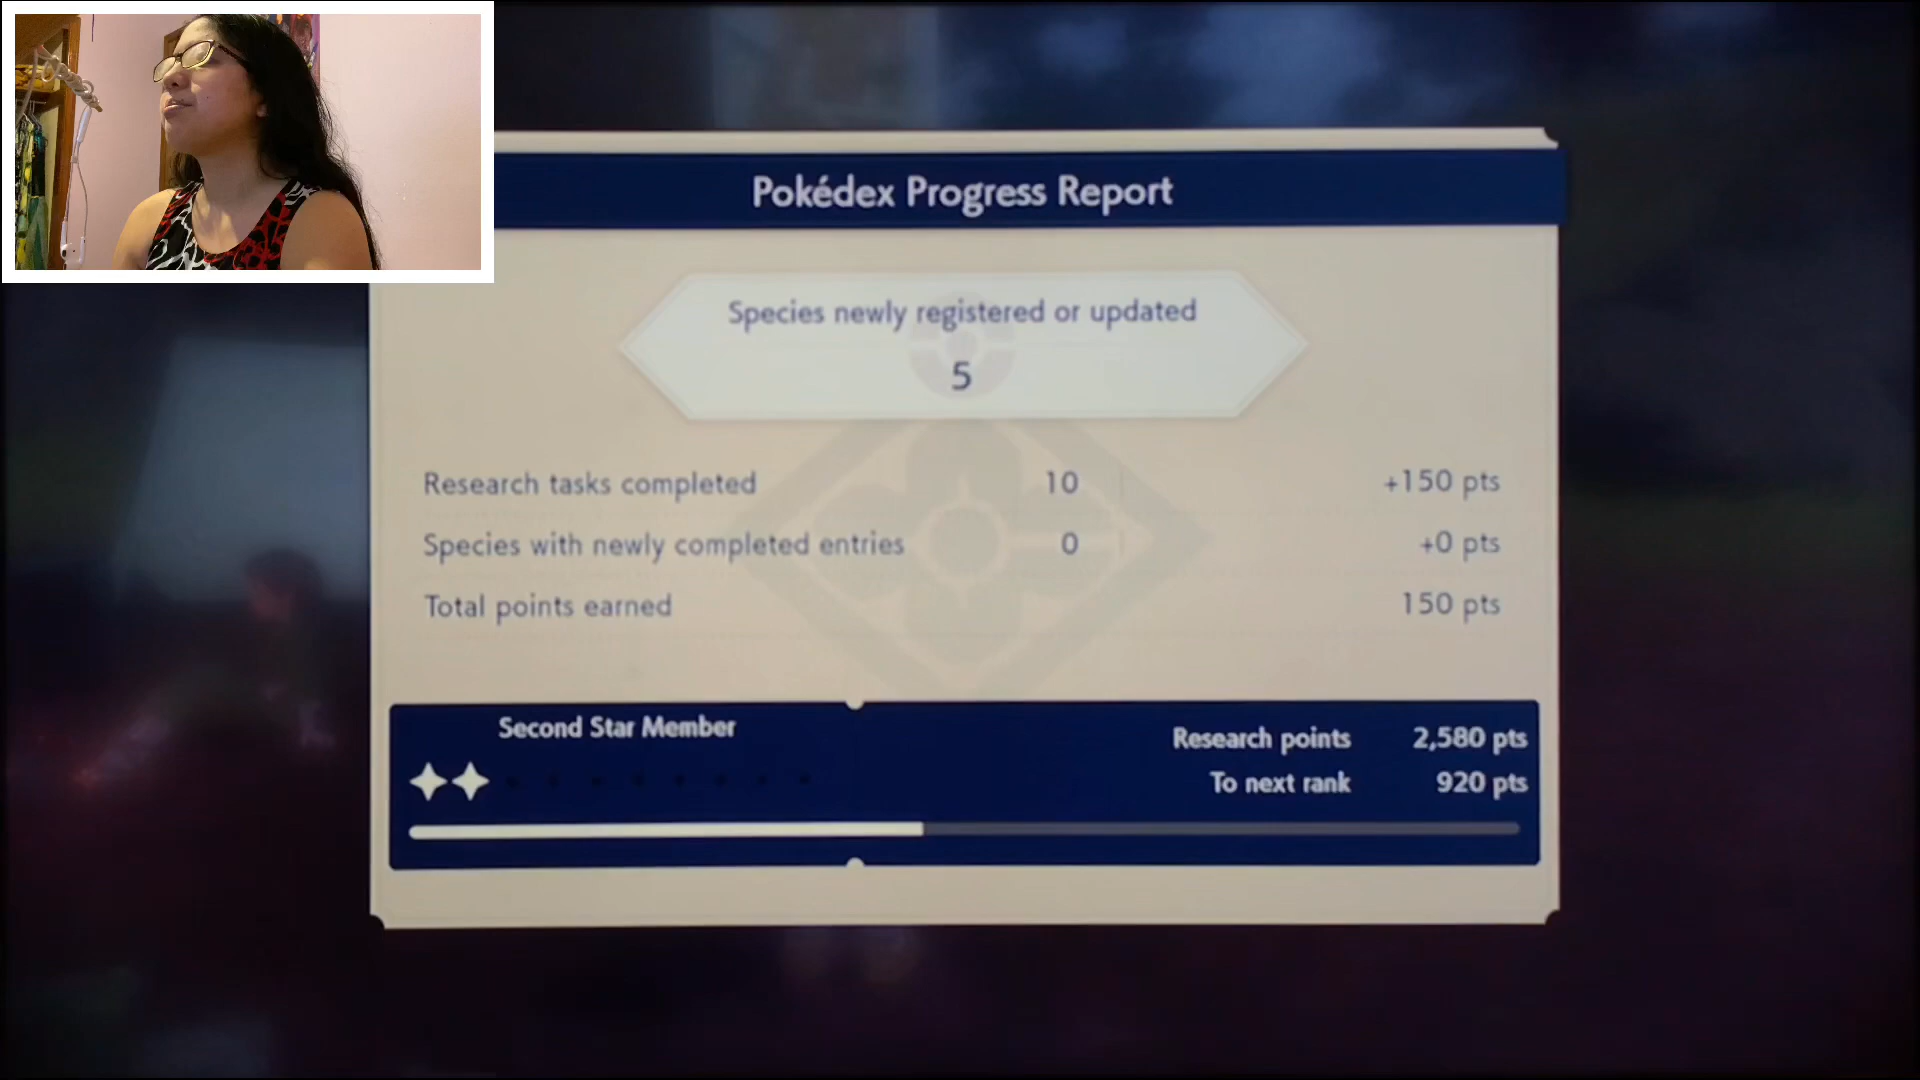 Pokédex Progress Report
Species newly registered or updated
5
Research tasks completed 10 +150 pts
Species with newly completed entries 0 +0 pts
Total points earned 150 pts
Second Star Member
Research points 2,580 pts
To next rank 920 pts